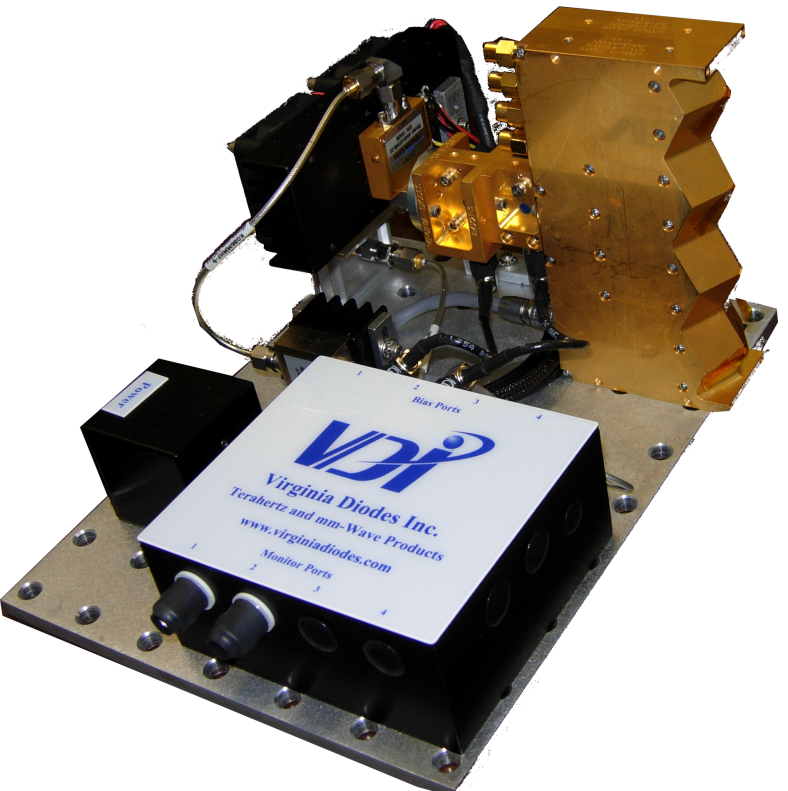 Power
1 2 3 4
Bias Ports
VDI
Virginia Diodes Inc.
Terahertz and mm-Wave Products
www.virginiadiodes.com
Monitor Ports
1 2 3 4